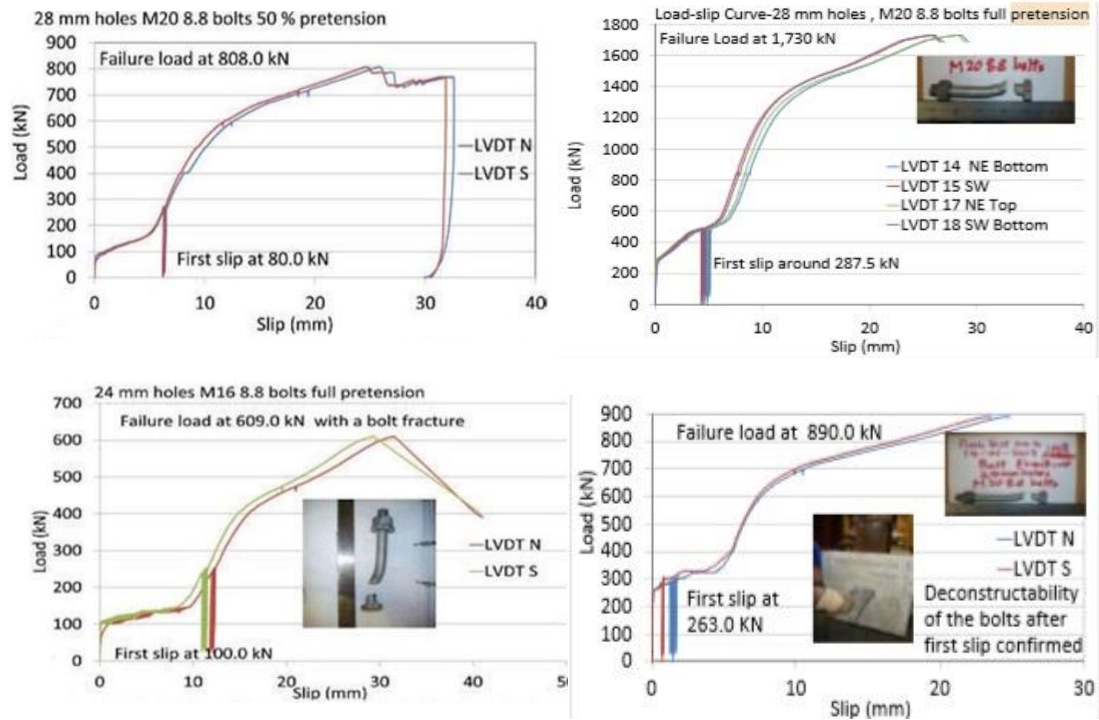 28 mm holes M20 8.8 bolts 50 % pretension
900
800
700
600
500
400
300
200
100
0
Load (kN)
Failure load at 808.0 kN
LVDT N
LVDT S
First slip at 80.0 kN
0 10 20 30 40
Slip (mm)
Load-slip Curve-28 mm holes , M20 8.8 bolts full pretension
1800
1600
1400
1200
1000
800
600
400
200
0
Load (kN)
Failure Load at 1,730 kN
M20 8.8 bolts
LVDT 14 NE Bottom
LVDT 15 SW
LVDT 17 NE Top
LVDT 18 SW Bottom
First slip around 287.5 kN
0 10 20 30 40
Slip (mm)
24 mm holes M16 8.8 bolts full pretension
700
600
500
400
300
200
100
0
Load (kN)
Failure load at 609.0 kN with a bolt fracture
LVDT N
LVDT S
First slip at 100.0 kN
0 10 20 30 40
Slip (mm)
900
800
700
600
500
400
300
200
100
0
Load (kN)
Failure load at 890.0 kN
M20 8.8 bolts
LVDT N
LVDT S
First slip at
263.0 KN
Deconstructability
of the bolts after
first slip confirmed
0 10 20 30
Slip (mm)